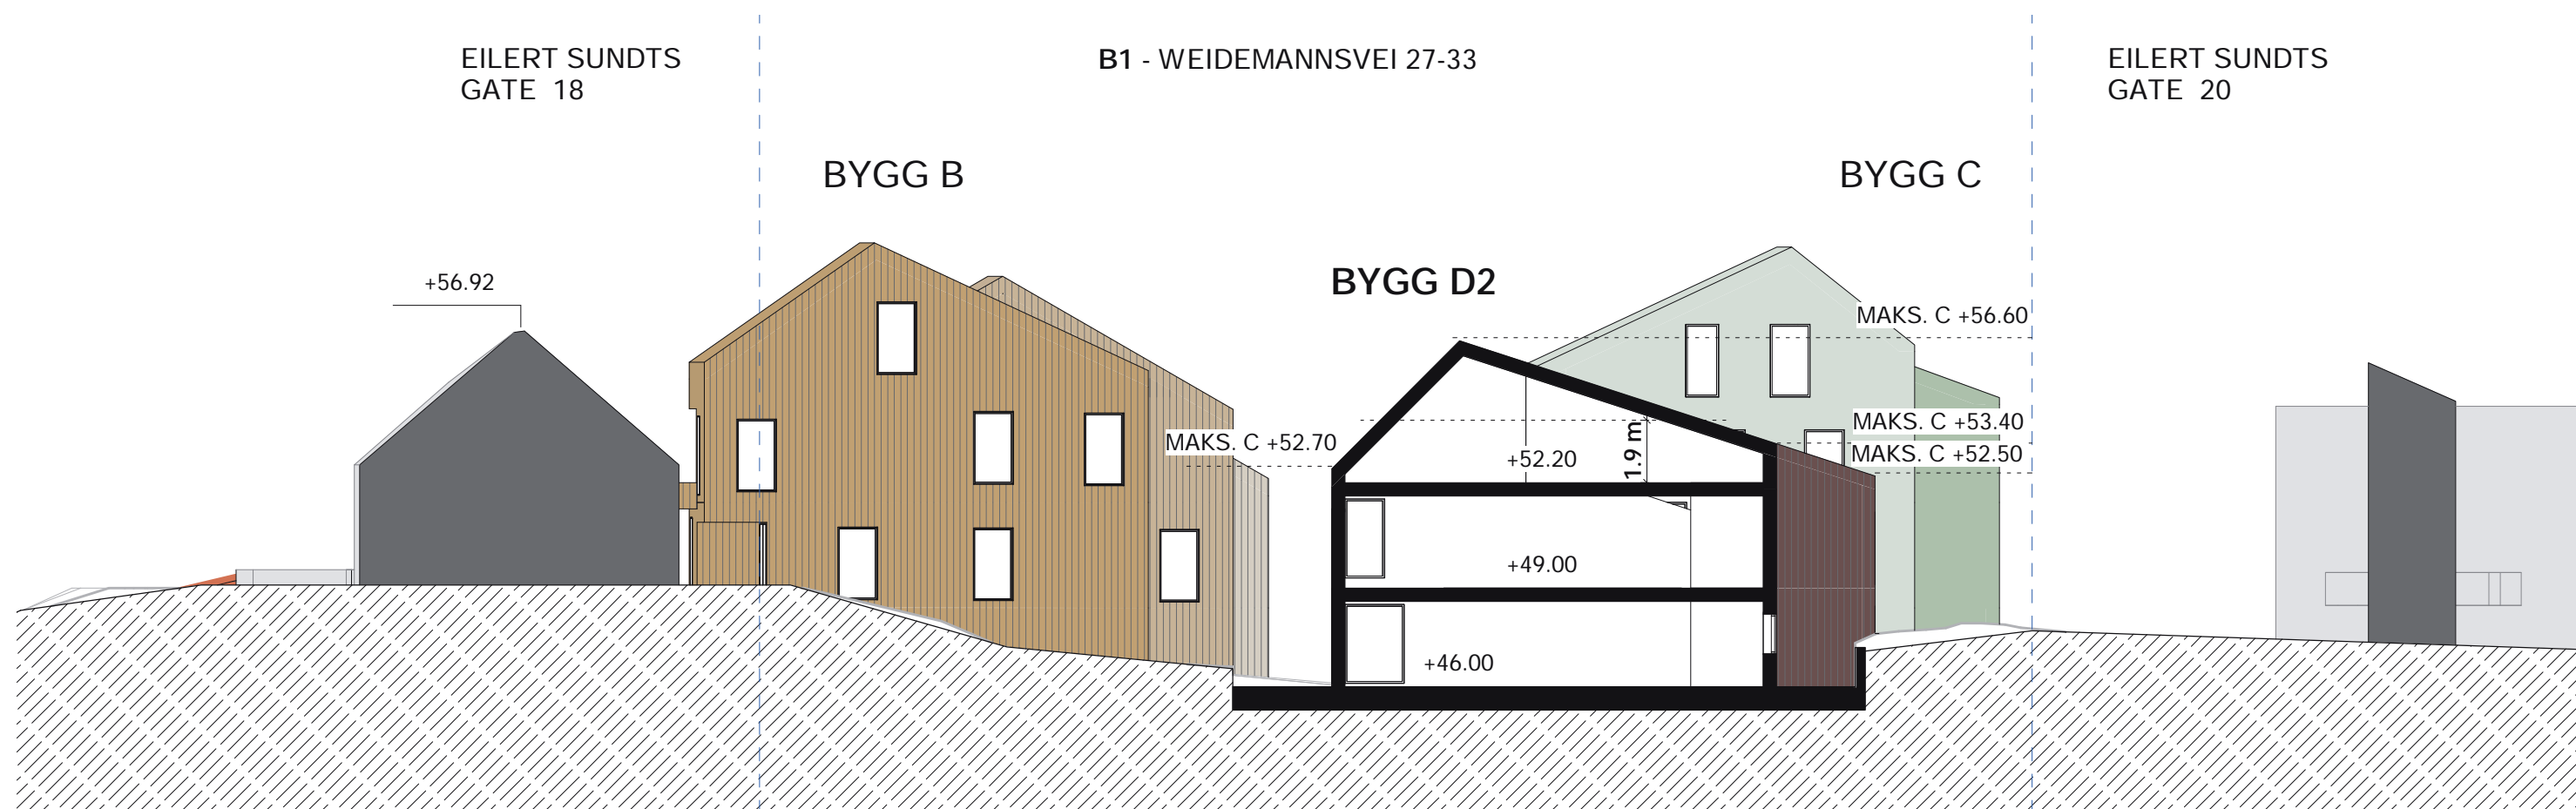 EILERT SUNDTS
GATE 18
B1 - WEIDEMANNSVEI 27-33
EILERT SUNDTS
GATE 20
BYGG B
BYGG C
+56.92
BYGG D2
MAKS. C +56.60
MAKS. C +53.40
MAKS. C +52.70
MAKS. C +52.50
+52.20
1.9 m
+49.00
+46.00